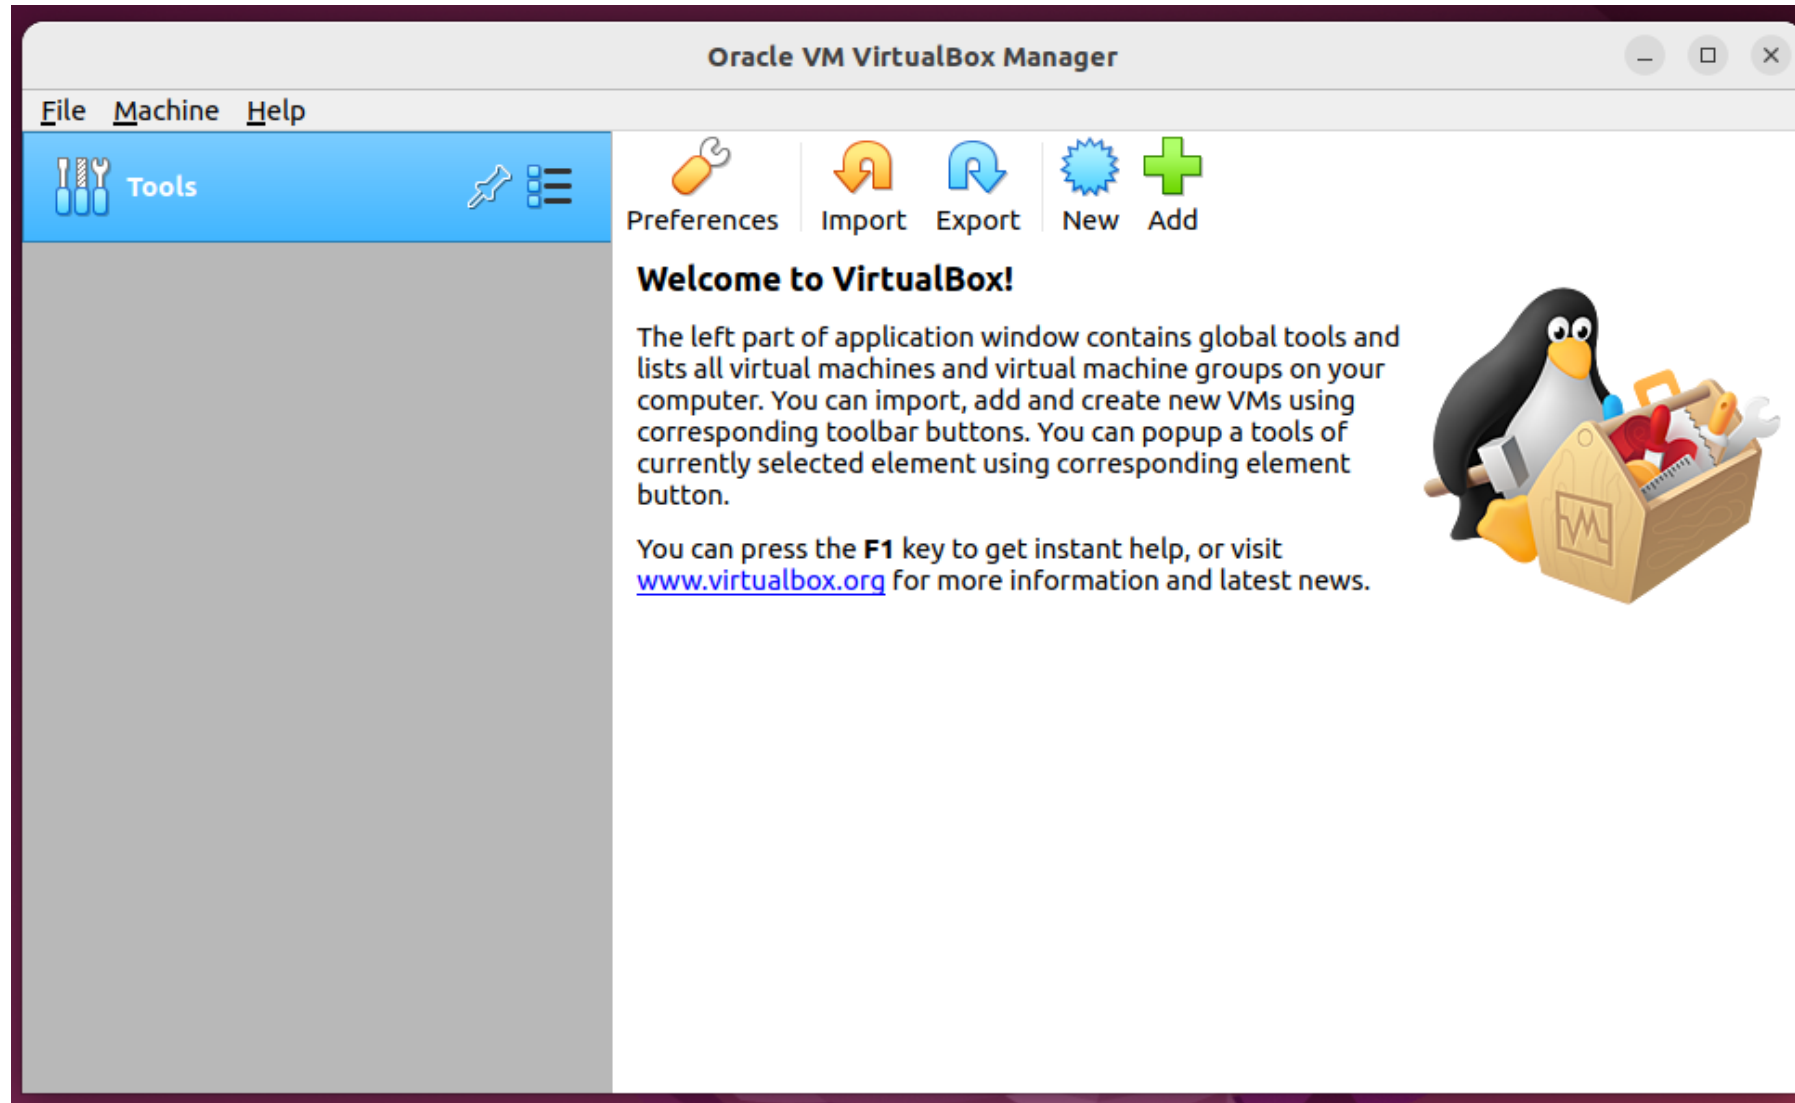 Oracle VM VirtualBox Manager
File Machine Help
Tools
Preferences Import Export New Add
Welcome to VirtualBox!
The left part of application window contains global tools and
lists all virtual machines and virtual machine groups on your
computer. You can import, add and create new VMs using
corresponding toolbar buttons. You can popup a tools of
currently selected element using corresponding element
button.
You can press the F1 key to get instant help, or visit
www.virtualbox.org for more information and latest news.